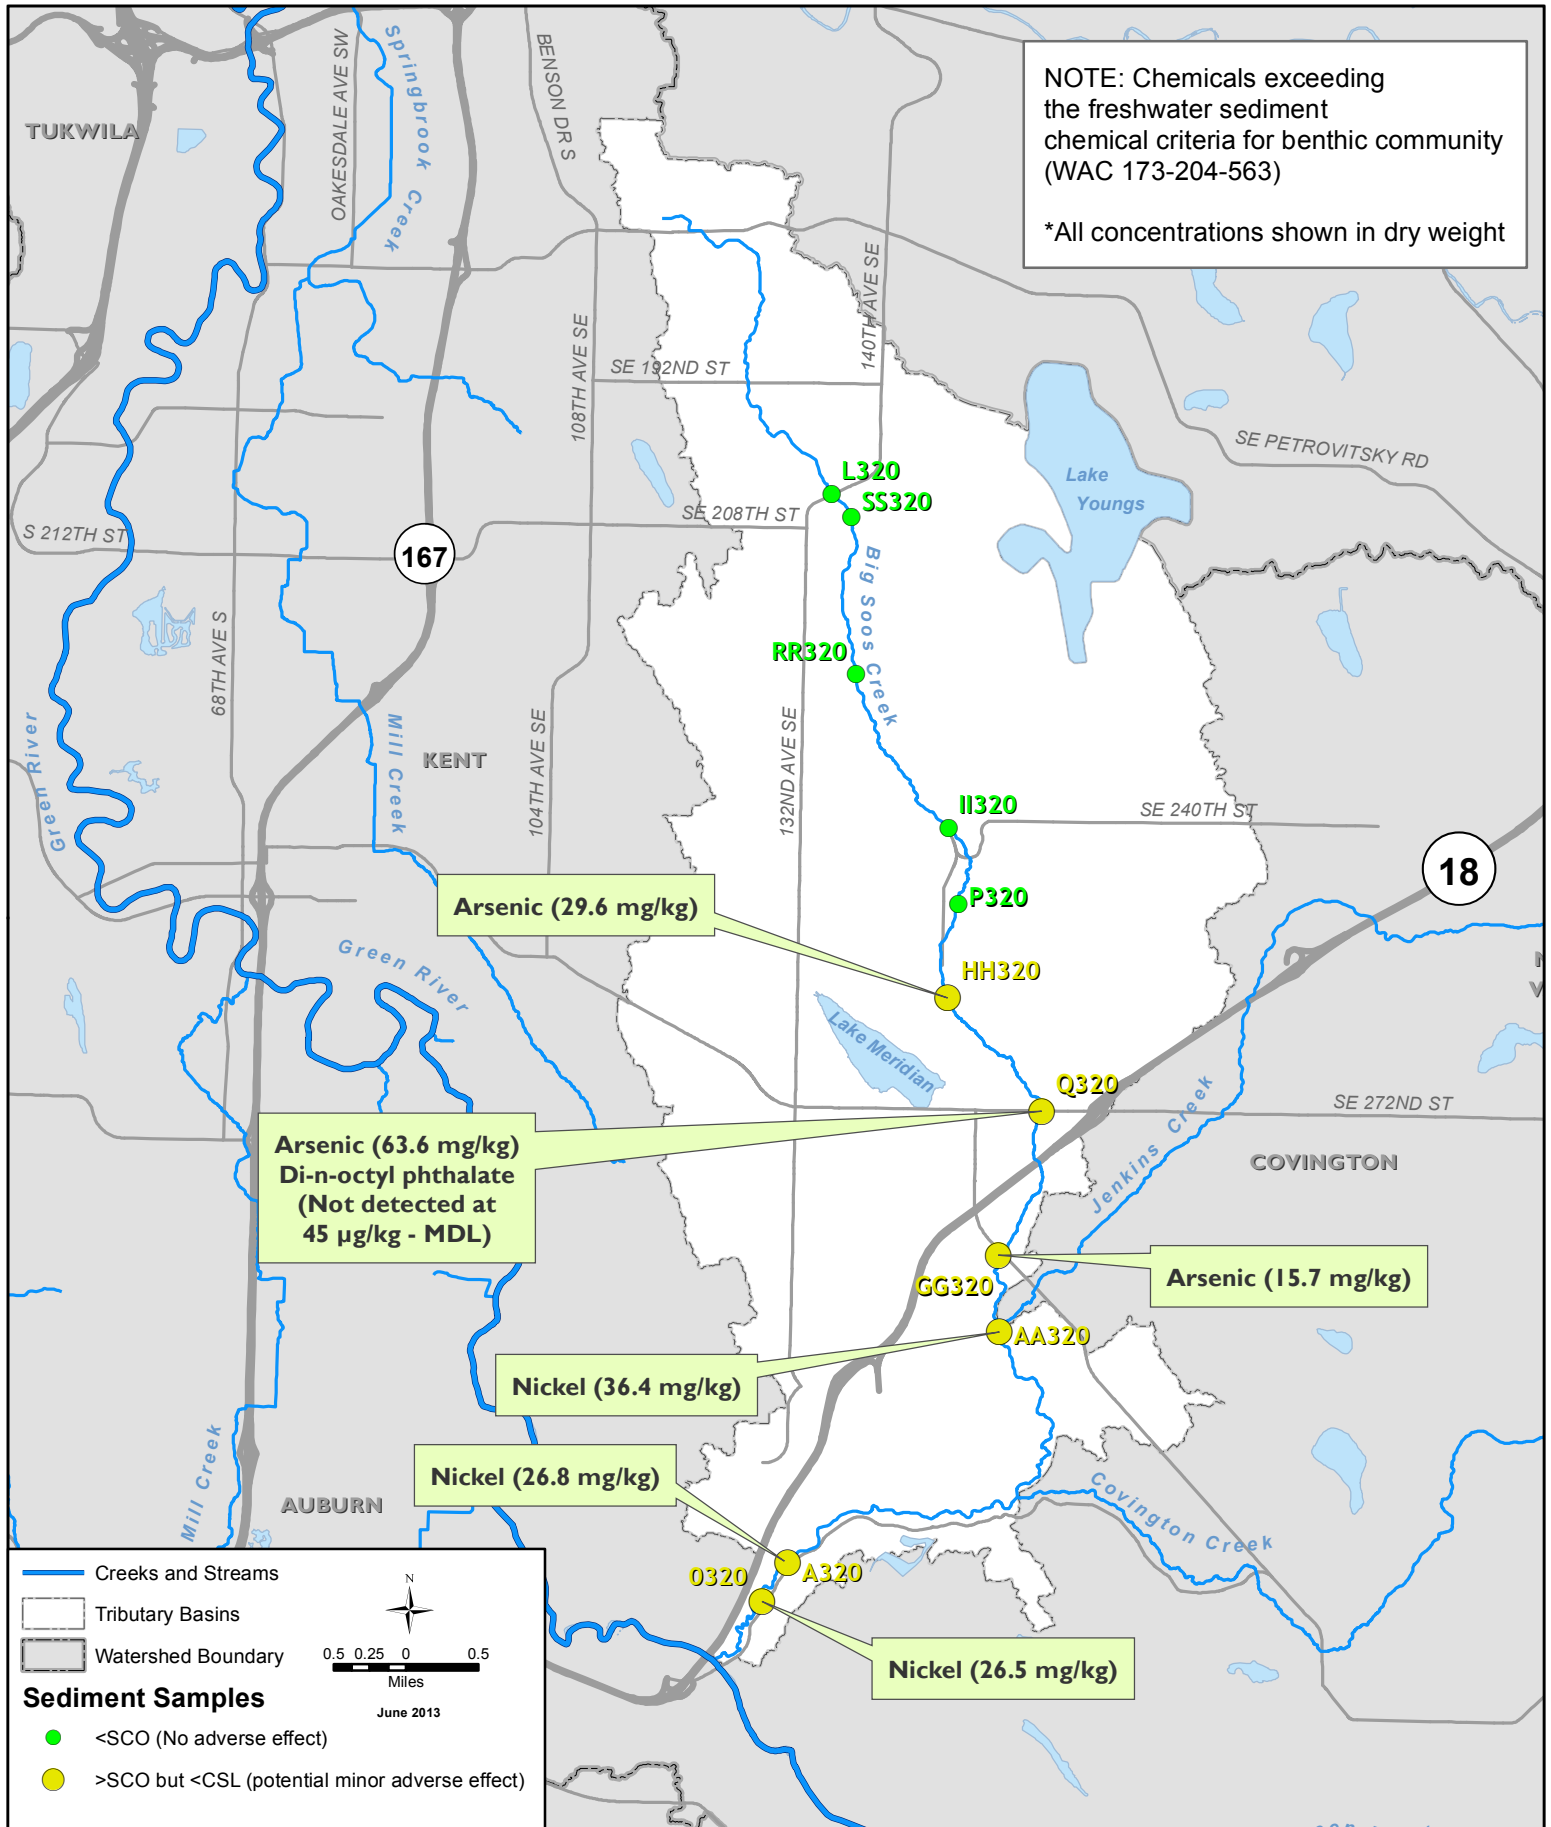 NOTE: Chemicals exceeding
the freshwater sediment
chemical criteria for benthic community
(WAC 173-204-563)
*All concentrations shown in dry weight
TUKWILA
OAKESDALE AVE SW
Springbrook Creek
BENSON DR S
140TH AVE SE
108TH AVE SE
SE 192ND ST
SE PETROVITSKY RD
Lake
Youngs
L320
SS320
SE 208TH ST
S 212TH ST
167
Big Soos Creek
68TH AVE S
RR320
Green River
Mill Creek
KENT
104TH AVE SE
132ND AVE SE
II320
SE 240TH ST
18
P320
Arsenic (29.6 mg/kg)
Green River
HH320
Lake Meridian
Q320
SE 272ND ST
Jenkins Creek
COVINGTON
Arsenic (63.6 mg/kg)
Di-n-octyl phthalate
(Not detected at
45 µg/kg - MDL)
GG320
Arsenic (15.7 mg/kg)
AA320
Nickel (36.4 mg/kg)
Nickel (26.8 mg/kg)
Mill Creek
AUBURN
Covington Creek
0320
A320
Nickel (26.5 mg/kg)
Creeks and Streams
Tributary Basins
Watershed Boundary
N
0.5 0.25 0 0.5
Miles
June 2013
Sediment Samples
<SCO (No adverse effect)
>SCO but <CSL (potential minor adverse effect)